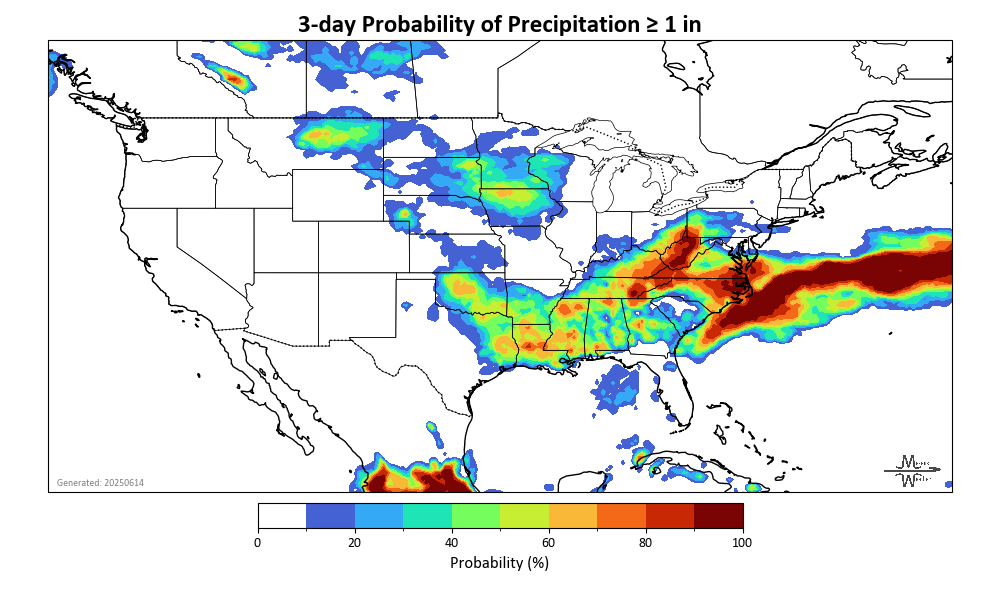 3-day Probability of Precipitation ≥ 1 in
Generated: 20250614
0 20 40 60 80 100
Probability (%)